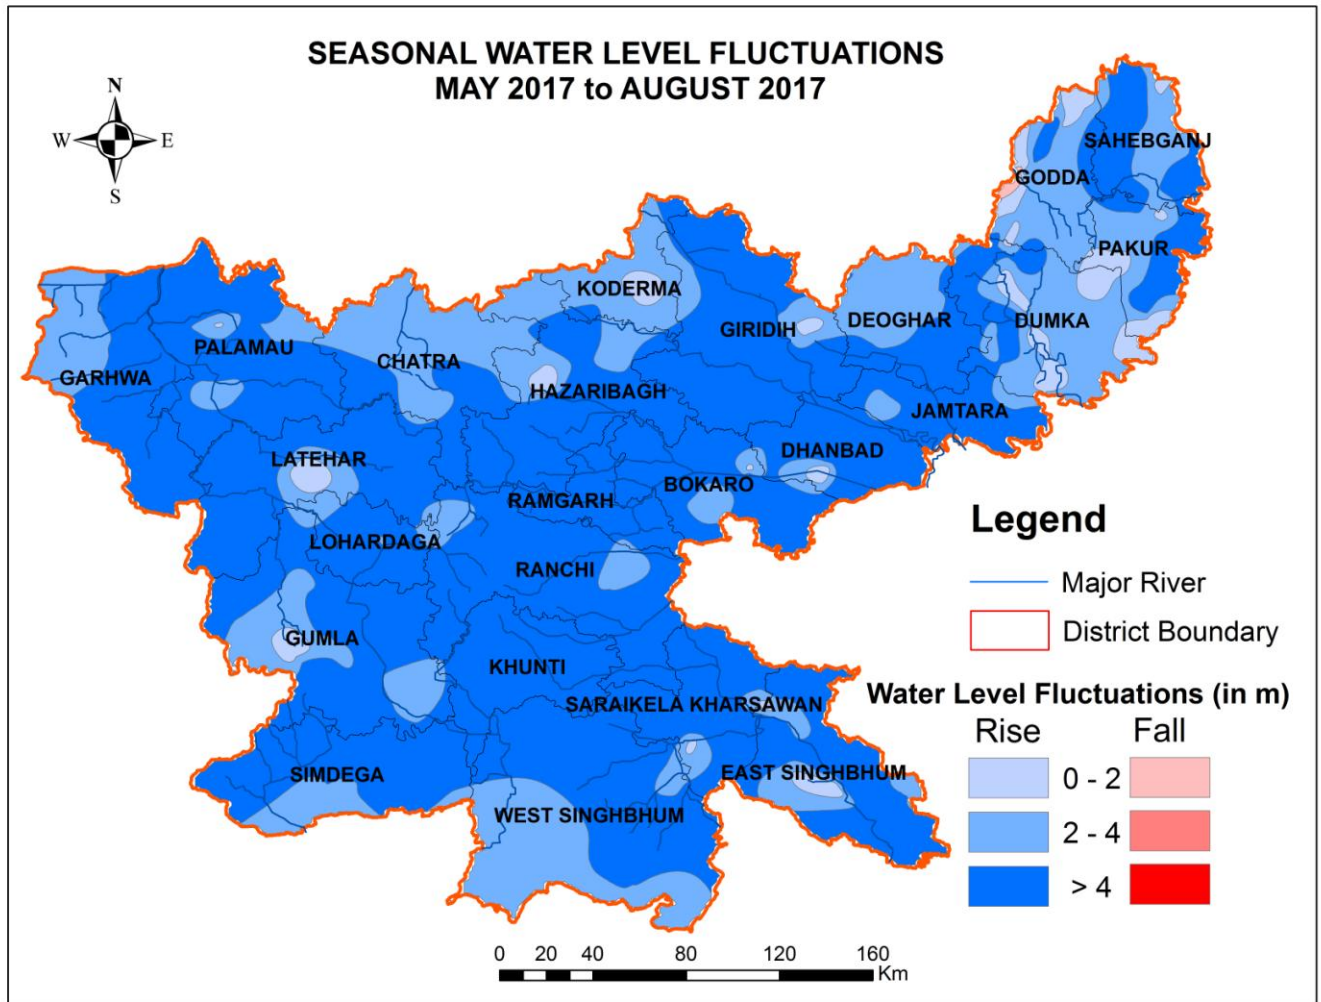 SEASONAL WATER LEVEL FLUCTUATIONS
MAY 2017 to AUGUST 2017
N
W E
S
SAHEBGANJ
GODDA
PAKUR
KODERMA
GIRIDIH
DEOGHAR
DUMKA
PALAMAU
CHATRA
GARHWA
HAZARIBAGH
JAMTARA
LATEHAR
DHANBAD
BOKARO
RAMGARH
LOHARDAGA
RANCHI
GUMLA
KHUNTI
SARAIKELA KHARSAWAN
SIMDEGA
EAST SINGHBHUM
WEST SINGHBHUM
Legend
Major River
District Boundary
Water Level Fluctuations (in m)
Rise Fall
0 - 2
2 - 4
> 4
0 20 40 80 120 160
Km